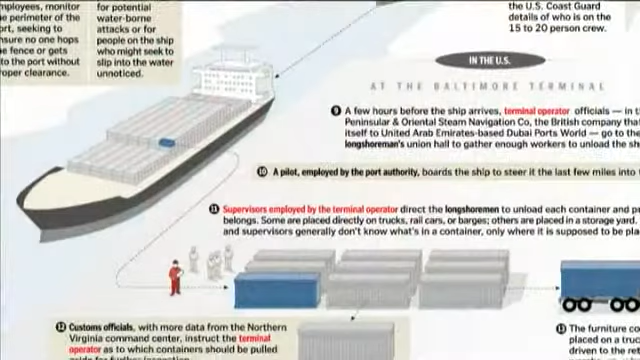 mployees, monitor
e perimeter of the
ort, seeking to
nsure no one hops
e fence or gets
to the port without
oper clearance.
for potential
water-borne
attacks or for
people on the ship
who might seek to
slip into the water
unnoticed.
the U.S. Coast Guard
details of who is on the
15 to 20 person crew.
IN THE U.S.
AT THE BALTIMORE TERMINAL
9 A few hours before the ship arrives, terminal operator officials — in t
Peninsular & Oriental Steam Navigation Co, the British company tha
itself to United Arab Emirates-based Dubai Ports World — go to the
longshoreman's union hall to gather enough workers to unload the sh
10 A pilot, employed by the port authority, boards the ship to steer it the last few miles into
11 Supervisors employed by the terminal operator direct the longshoremen to unload each container and p
belongs. Some are placed directly on trucks, rail cars, or barges; others are placed in a storage yard.
and supervisors generally don't know what's in a container, only where it is supposed to be pla
12 Customs officials, with more data from the Northern
Virginia command center, instruct the terminal
operator as to which containers should be pulled
13 The furniture co
placed on a truc
driven to the ret